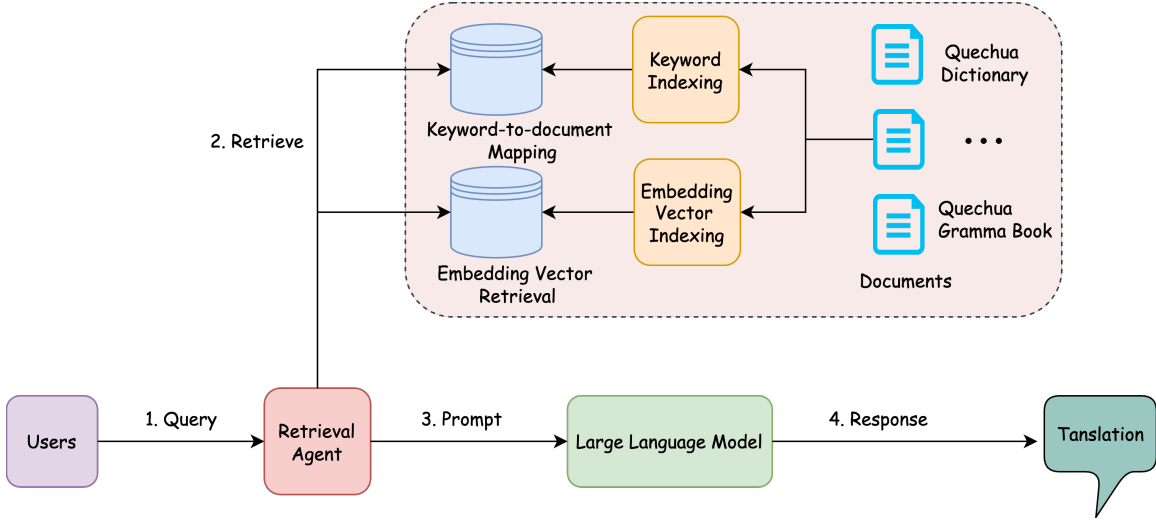 Keyword
Indexing
Quechua
Dictionary
2. Retrieve
Keyword-to-document
Mapping
...
Embedding
Vector
Indexing
Quechua
Gramma Book
Embedding Vector
Retrieval
Documents
Users
1. Query
Retrieval
Agent
3. Prompt
Large Language Model
4. Response
Tanslation